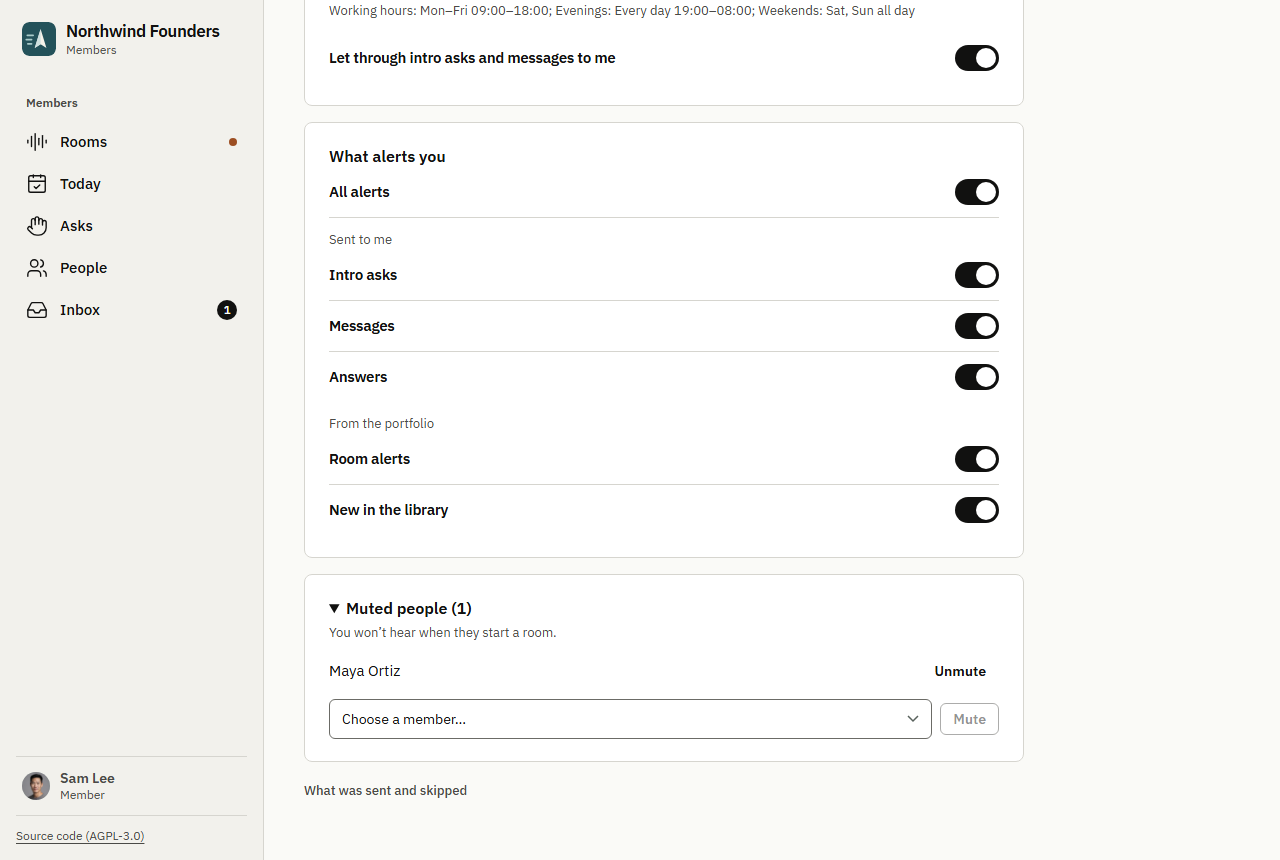 Northwind Founders
Members
Members
Rooms
Today
Asks
People
Inbox
1
Sam Lee
Member
Source code (AGPL-3.0)
Working hours: Mon–Fri 09:00–18:00; Evenings: Every day 19:00–08:00; Weekends: Sat, Sun all day
Let through intro asks and messages to me
What alerts you
All alerts
Sent to me
Intro asks
Messages
Answers
From the portfolio
Room alerts
New in the library
Muted people (1)
You won’t hear when they start a room.
Maya Ortiz
Unmute
Choose a member…
Mute
What was sent and skipped